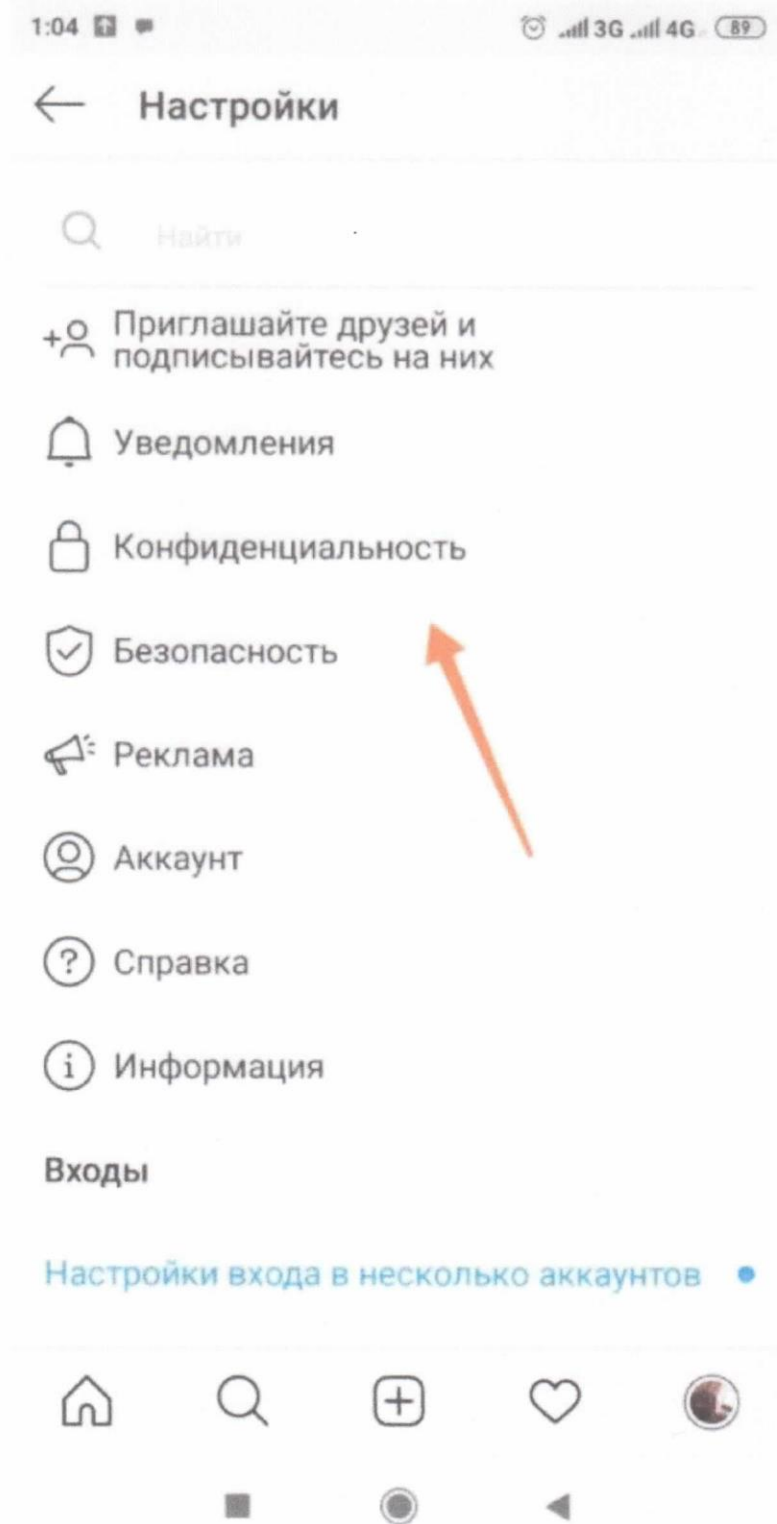 1:04 3G 4G 89
Настройки
Найти
Приглашайте друзей и
подписывайтесь на них
Уведомления
Конфиденциальность
Безопасность
Реклама
Аккаунт
Справка
Информация
Входы
Настройки входа в несколько аккаунтов